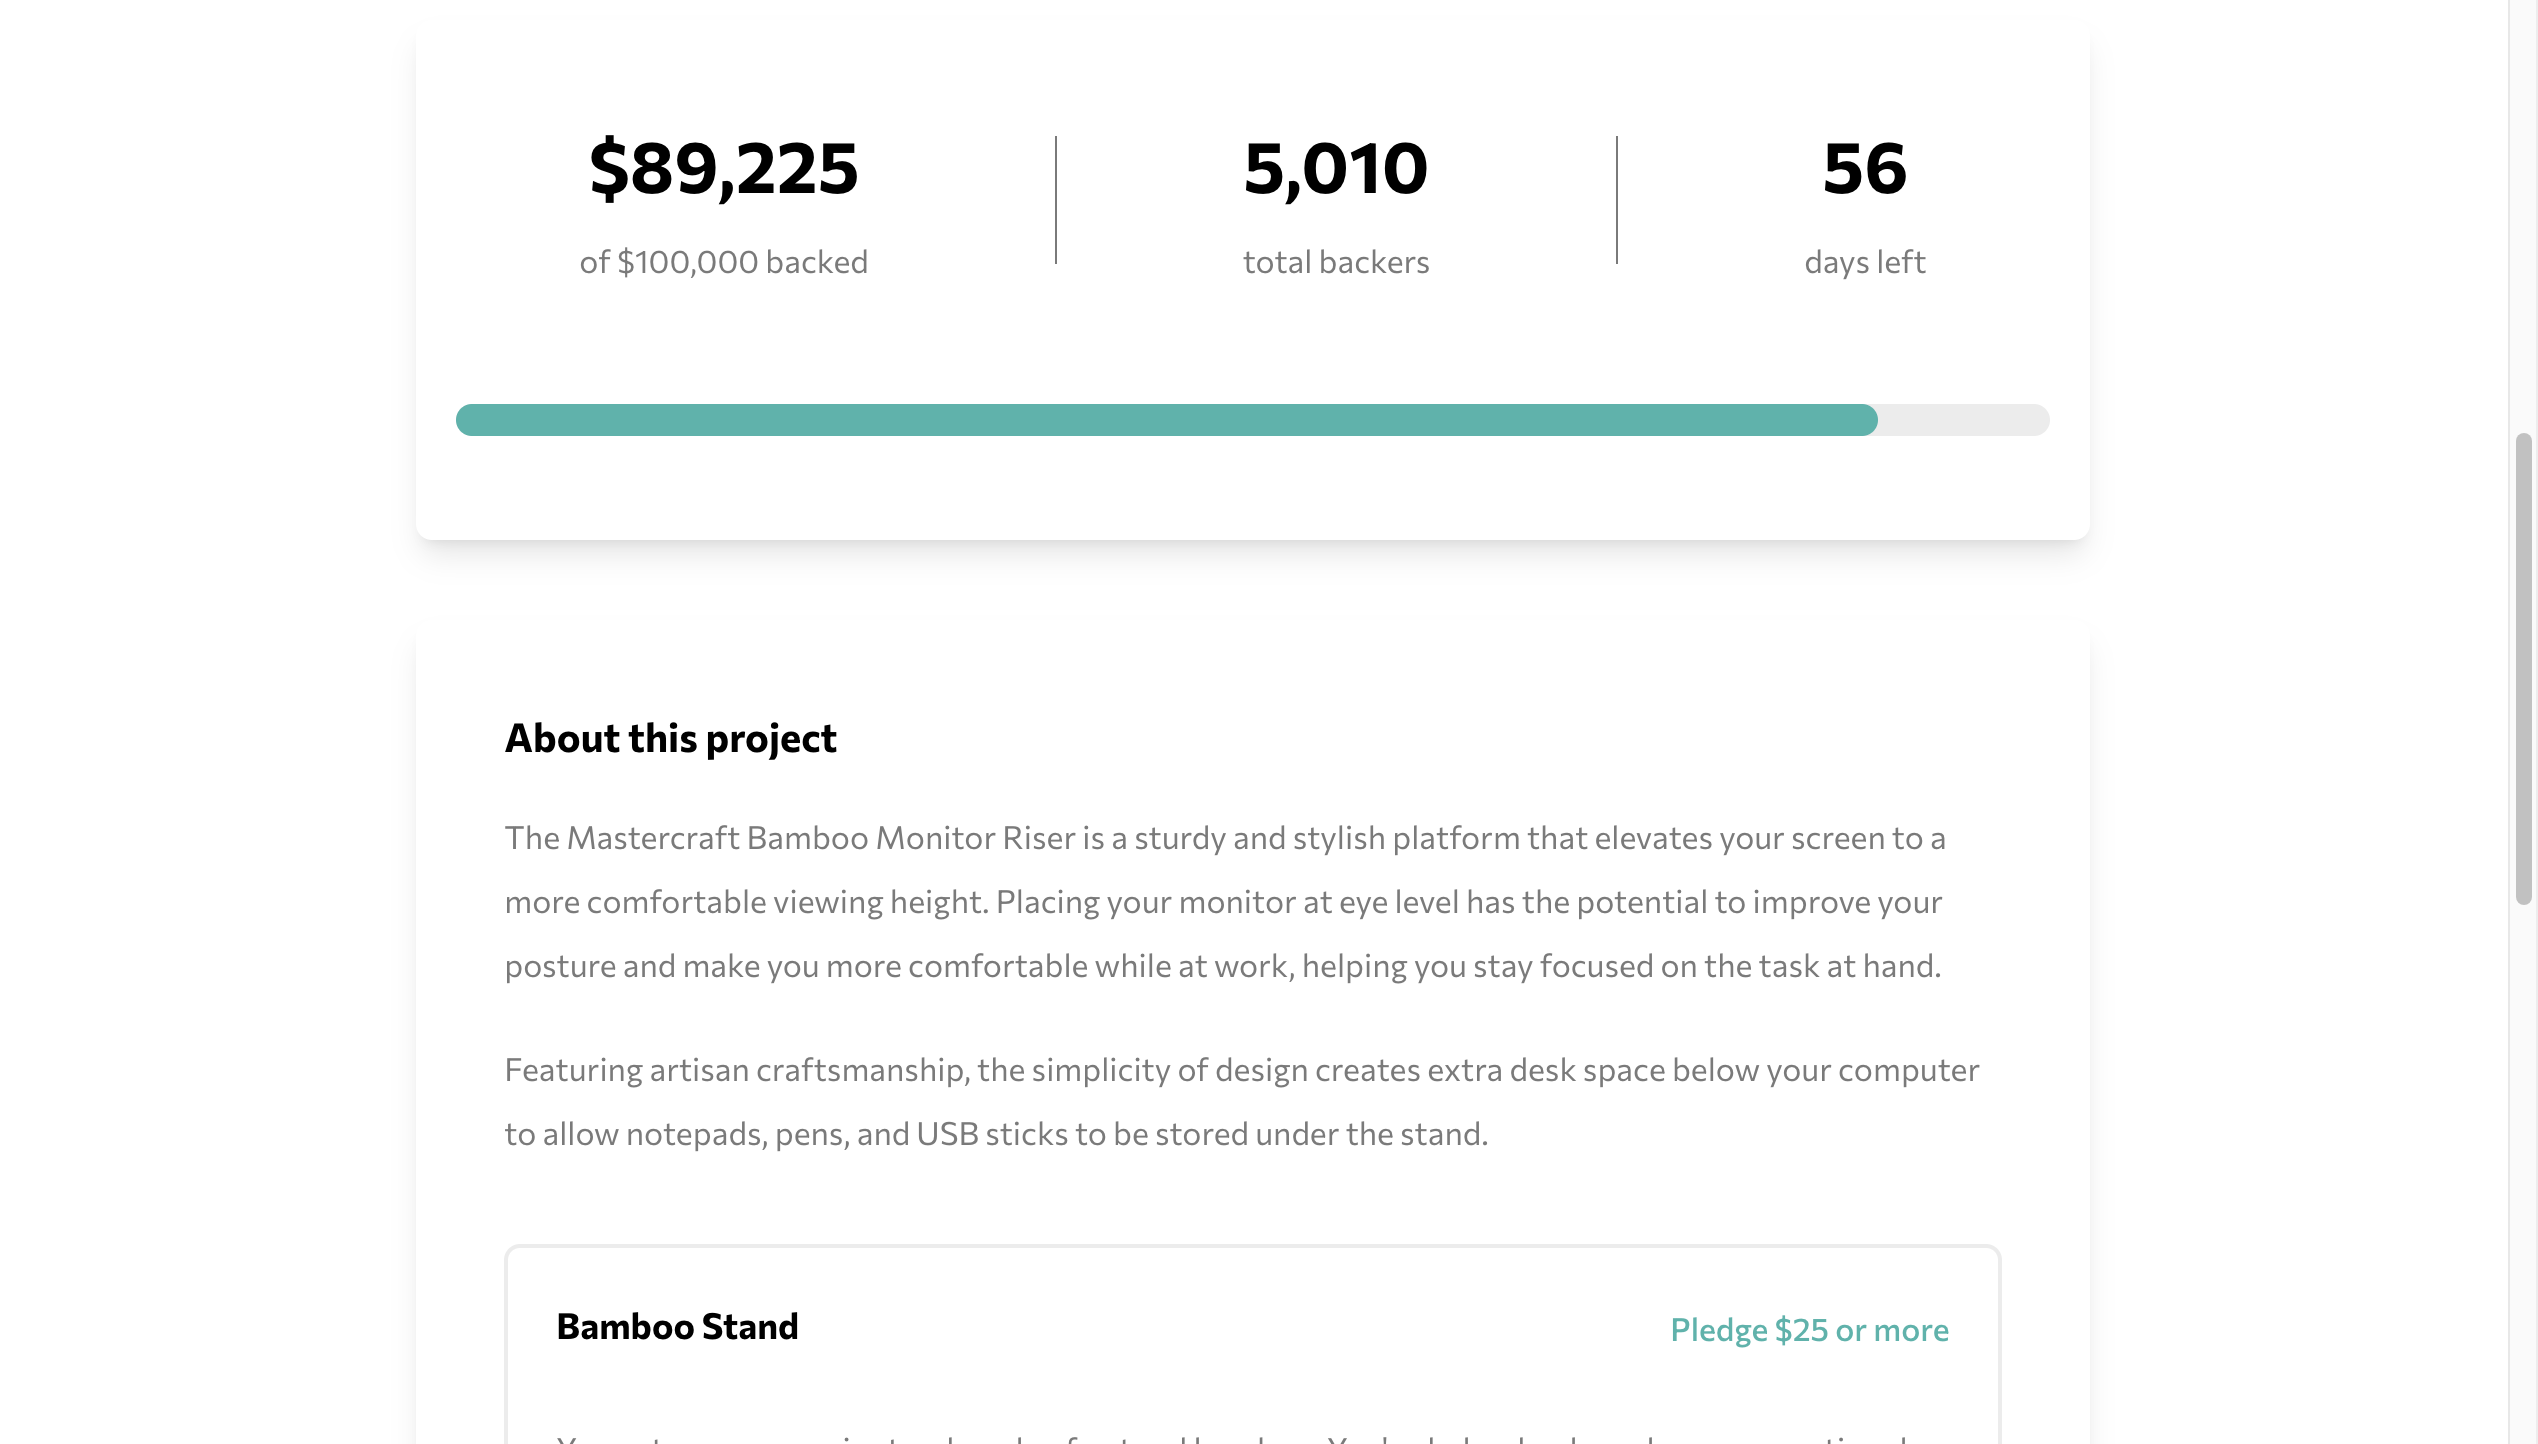 $89,225
of $100,000 backed
5,010
total backers
56
days left
About this project
The Mastercraft Bamboo Monitor Riser is a sturdy and stylish platform that elevates your screen to a
more comfortable viewing height. Placing your monitor at eye level has the potential to improve your
posture and make you more comfortable while at work, helping you stay focused on the task at hand.
Featuring artisan craftsmanship, the simplicity of design creates extra desk space below your computer
to allow notepads, pens, and USB sticks to be stored under the stand.
Bamboo Stand
Pledge $25 or more